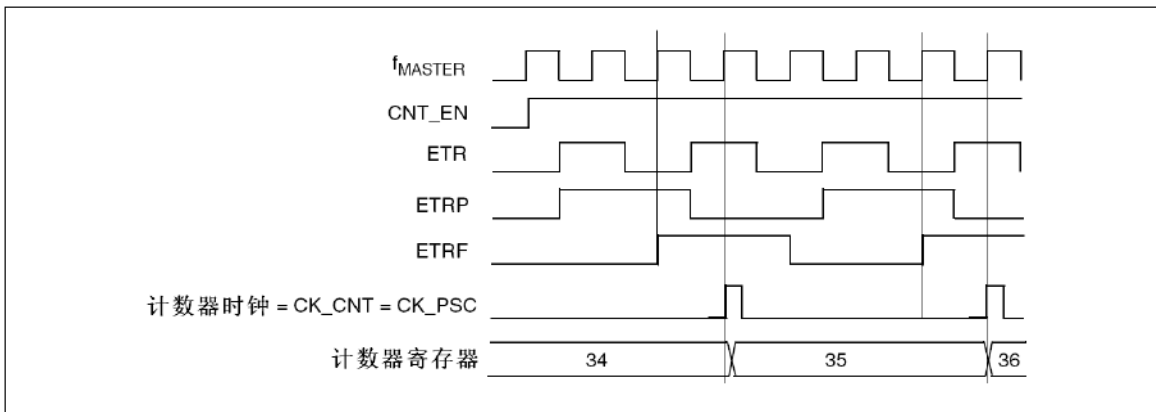 fMASTER
CNT_EN
ETR
ETRP
ETRF
计数器时钟 = CK_CNT = CK_PSC
计数器寄存器 34 35 36